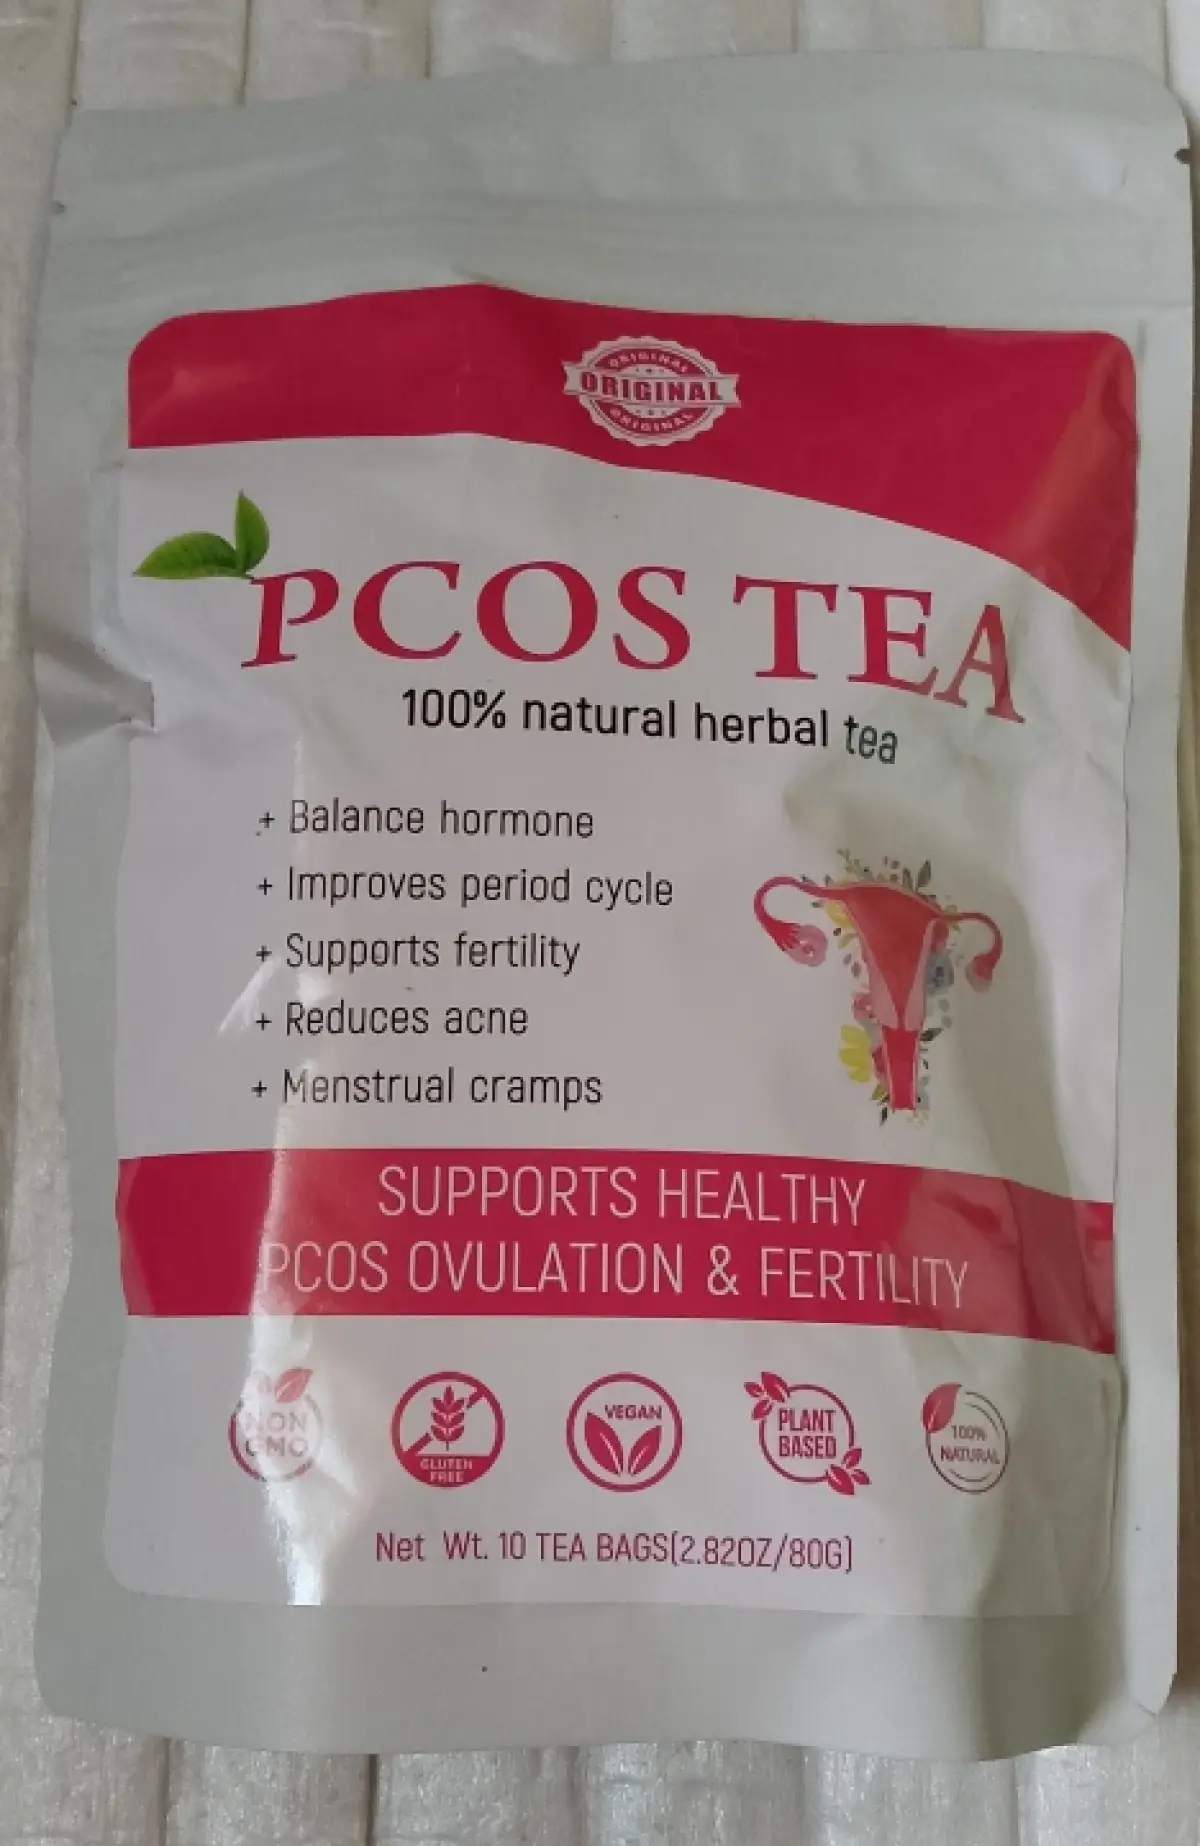 ORIGINAL
ORIGINAL
ORIGINAL
PCOS TEA
100% natural herbal tea
+ Balance hormone
+ Improves period cycle
+ Supports fertility
+ Reduces acne
+ Menstrual cramps
SUPPORTS HEALTHY
PCOS OVULATION & FERTILITY
NON
GMO
GLUTEN
FREE
VEGAN
PLANT
BASED
100%
NATURAL
Net Wt. 10 TEA BAGS(2.82OZ/80G)